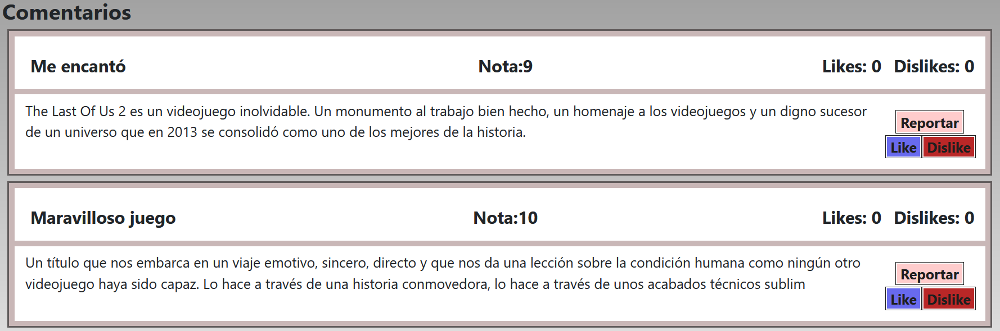 Comentarios
Me encantó Nota:9 Likes: 0 Dislikes: 0
The Last Of Us 2 es un videojuego inolvidable. Un monumento al trabajo bien hecho, un homenaje a los videojuegos y un digno sucesor
de un universo que en 2013 se consolidó como uno de los mejores de la historia.
Reportar
Like Dislike
Maravilloso juego Nota:10 Likes: 0 Dislikes: 0
Un título que nos embarca en un viaje emotivo, sincero, directo y que nos da una lección sobre la condición humana como ningún otro
videojuego haya sido capaz. Lo hace a través de una historia conmovedora, lo hace a través de unos acabados técnicos sublim
Reportar
Like Dislike